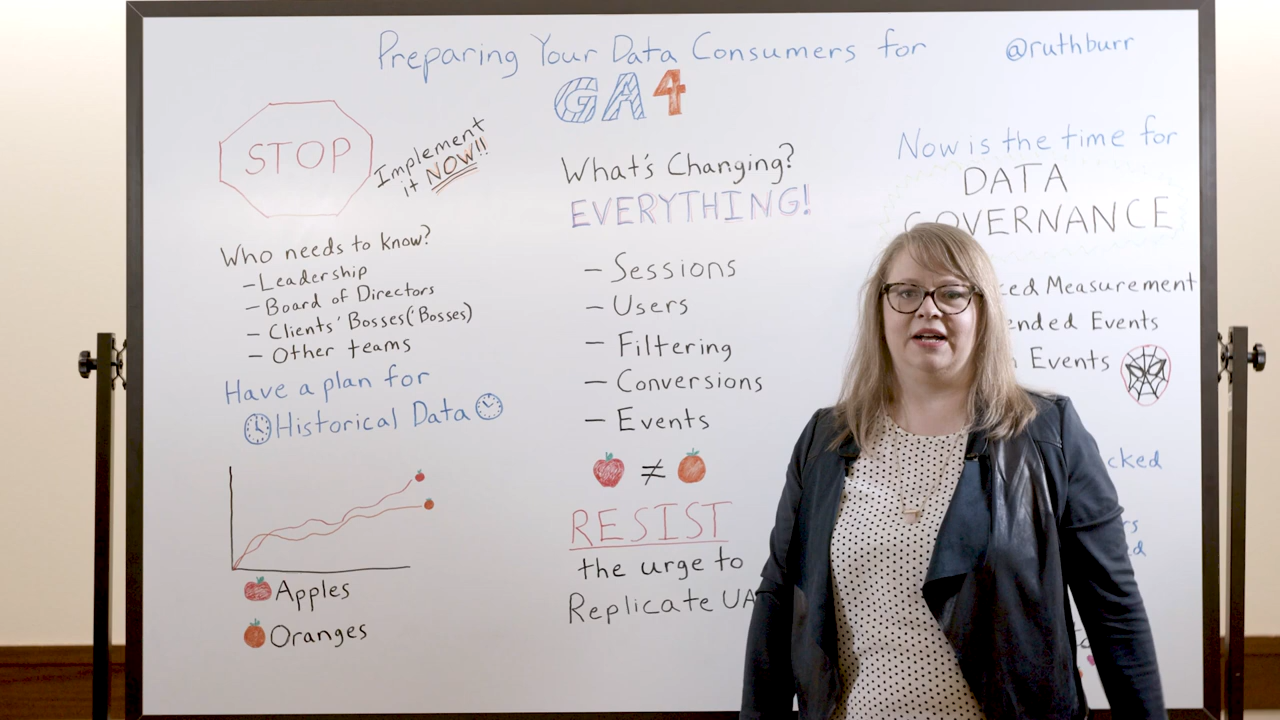 Preparing Your Data Consumers for
GA4
@ruthburr
STOP
Implement
it NOW!!
Who needs to know?
- Leadership
- Board of Directors
- Clients' Bosses ('Bosses)
- Other teams
Have a plan for
Historical Data
Apples
Oranges
What's Changing?
EVERYTHING!
- Sessions
- Users
- Filtering
- Conversions
- Events
≠
RESIST
the urge to
Replicate UA
Now is the time for
DATA
GOVERNANCE
Measurement
Events
Events